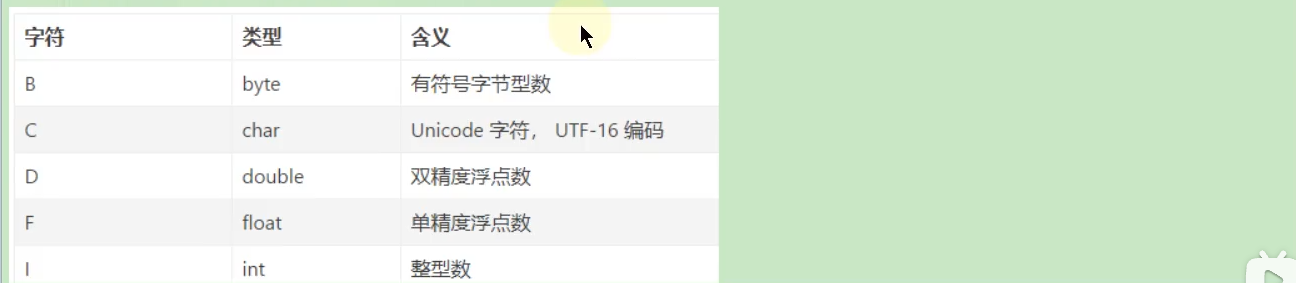 字符 类型 含义
B byte 有符号字节型数
C char Unicode 字符， UTF-16 编码
D double 双精度浮点数
F float 单精度浮点数
I int 整型数